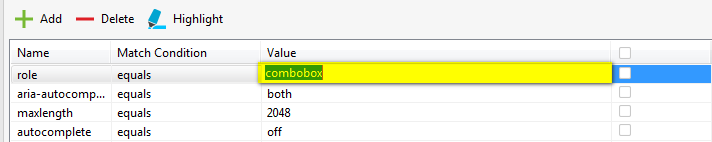 Add Delete Highlight
Name Match Condition Value
role equals combobox
aria-autocomp... equals both
maxlength equals 2048
autocomplete equals off